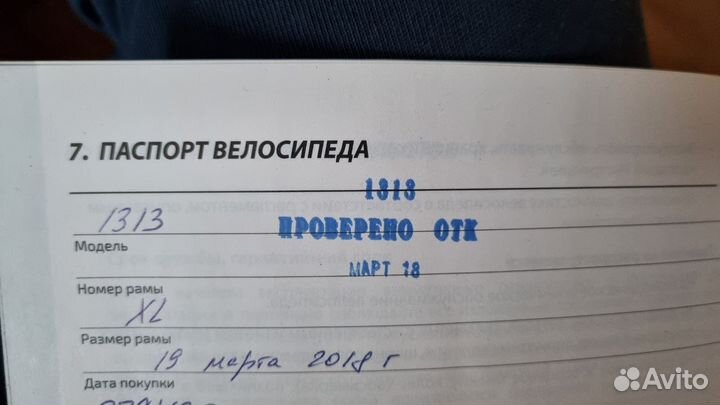 7. ПАСПОРТ ВЕЛОСИПЕДА
1313
1313
Модель
ПРОВЕРЕНО ОТК
МАРТ 18
Номер рамы
XL
Размер рамы
19 марта 2018 г
Дата покупки
Avito